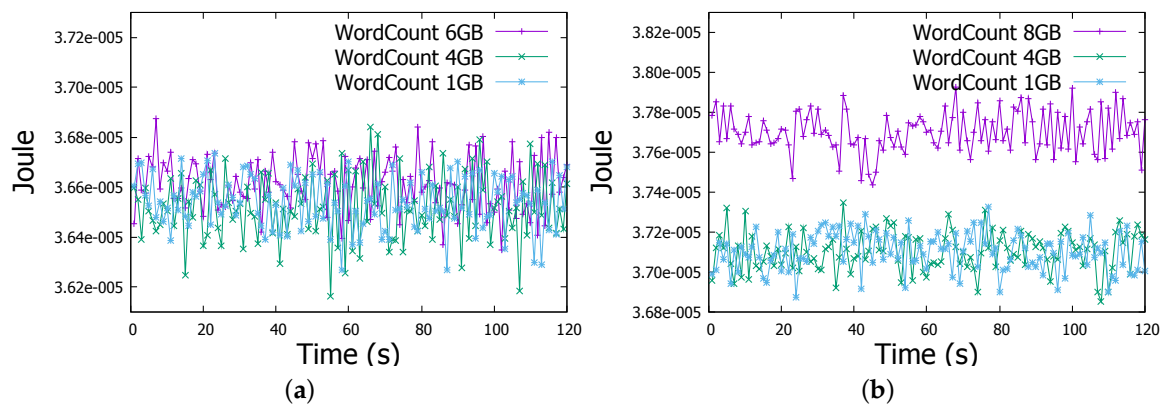 3.72e-005
3.70e-005
3.68e-005
3.66e-005
3.64e-005
3.62e-005
Joule
WordCount 6GB
WordCount 4GB
WordCount 1GB
0 20 40 60 80 100 120
Time (s)
(a)
3.82e-005
3.80e-005
3.78e-005
3.76e-005
3.74e-005
3.72e-005
3.70e-005
3.68e-005
Joule
WordCount 8GB
WordCount 4GB
WordCount 1GB
0 20 40 60 80 100 120
Time (s)
(b)